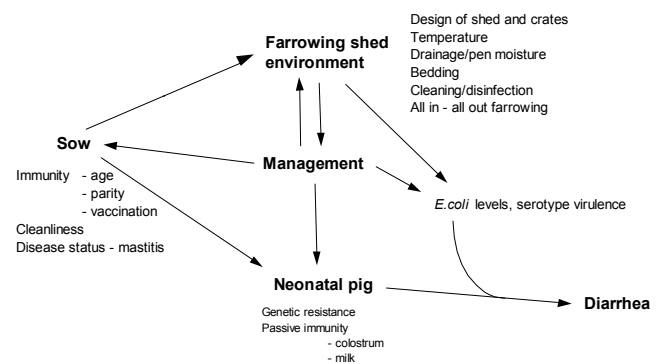 Farrowing shed
environment
Design of shed and crates
Temperature
Drainage/pen moisture
Bedding
Cleaning/disinfection
All in - all out farrowing
Sow
Immunity - age
- parity
- vaccination
Cleanliness
Disease status - mastitis
Management
E.coli levels, serotype virulence
Neonatal pig
Genetic resistance
Passive immunity
- colostrum
- milk
Diarrhea